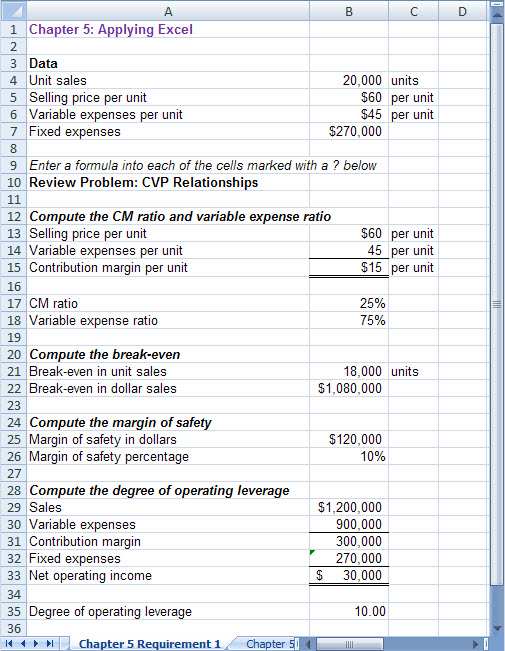 A B C D
1 Chapter 5: Applying Excel
2
3 Data
4 Unit sales 20,000 units
5 Selling price per unit $60 per unit
6 Variable expenses per unit $45 per unit
7 Fixed expenses $270,000
8
9 Enter a formula into each of the cells marked with a ? below
10 Review Problem: CVP Relationships
11
12 Compute the CM ratio and variable expense ratio
13 Selling price per unit $60 per unit
14 Variable expenses per unit 45 per unit
15 Contribution margin per unit $15 per unit
16
17 CM ratio 25%
18 Variable expense ratio 75%
19
20 Compute the break-even
21 Break-even in unit sales 18,000 units
22 Break-even in dollar sales $1,080,000
23
24 Compute the margin of safety
25 Margin of safety in dollars $120,000
26 Margin of safety percentage 10%
27
28 Compute the degree of operating leverage
29 Sales $1,200,000
30 Variable expenses 900,000
31 Contribution margin 300,000
32 Fixed expenses 270,000
33 Net operating income $ 30,000
34
35 Degree of operating leverage 10.00
36
Chapter 5 Requirement 1 Chapter 5